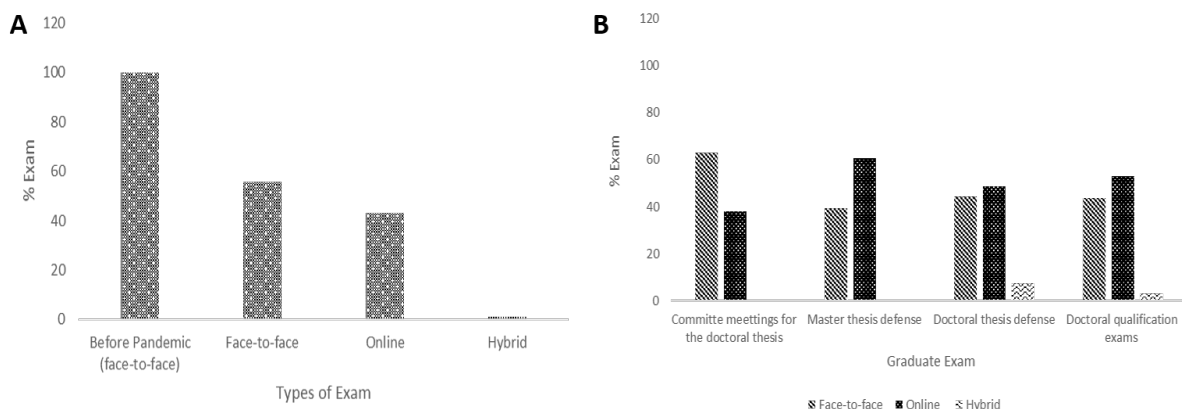 A
120
100
80
60
40
20
0
% Exam
Before Pandemic
(face-to-face)
Face-to-face
Online
Hybrid
Types of Exam
B
120
100
80
60
40
20
0
% Exam
Committe meettings for
the doctoral thesis
Master thesis defense
Doctoral thesis defense
Doctoral qualification
exams
Graduate Exam
Face-to-face Online Hybrid